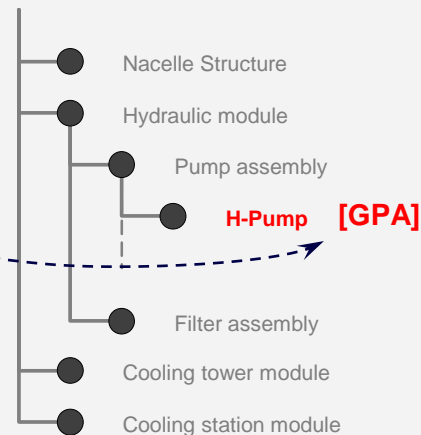 Nacelle Structure
Hydraulic module
Pump assembly
H-Pump [GPA]
Filter assembly
Cooling tower module
Cooling station module